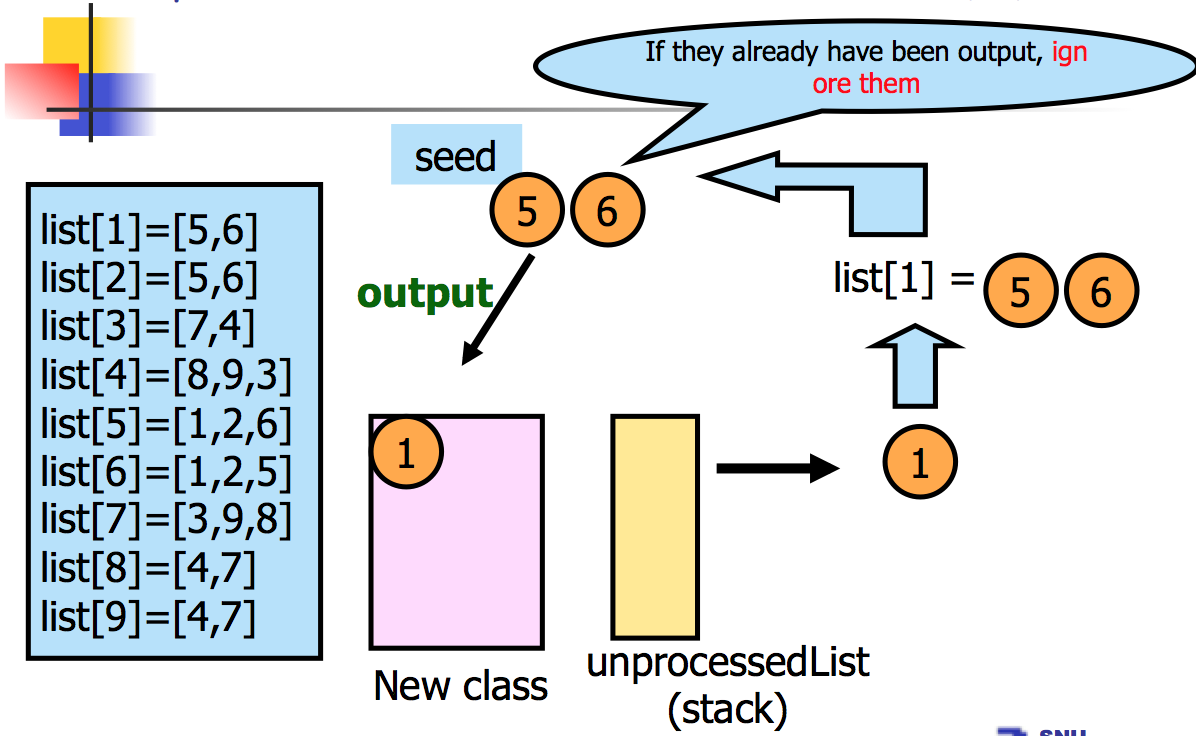 If they already have been output, ign
ore them
seed
5 6
list[1]=[5,6]
list[2]=[5,6]
list[3]=[7,4]
list[4]=[8,9,3]
list[5]=[1,2,6]
list[6]=[1,2,5]
list[7]=[3,9,8]
list[8]=[4,7]
list[9]=[4,7]
output
list[1] = 5 6
1
1
New class
unprocessedList
(stack)
SNU